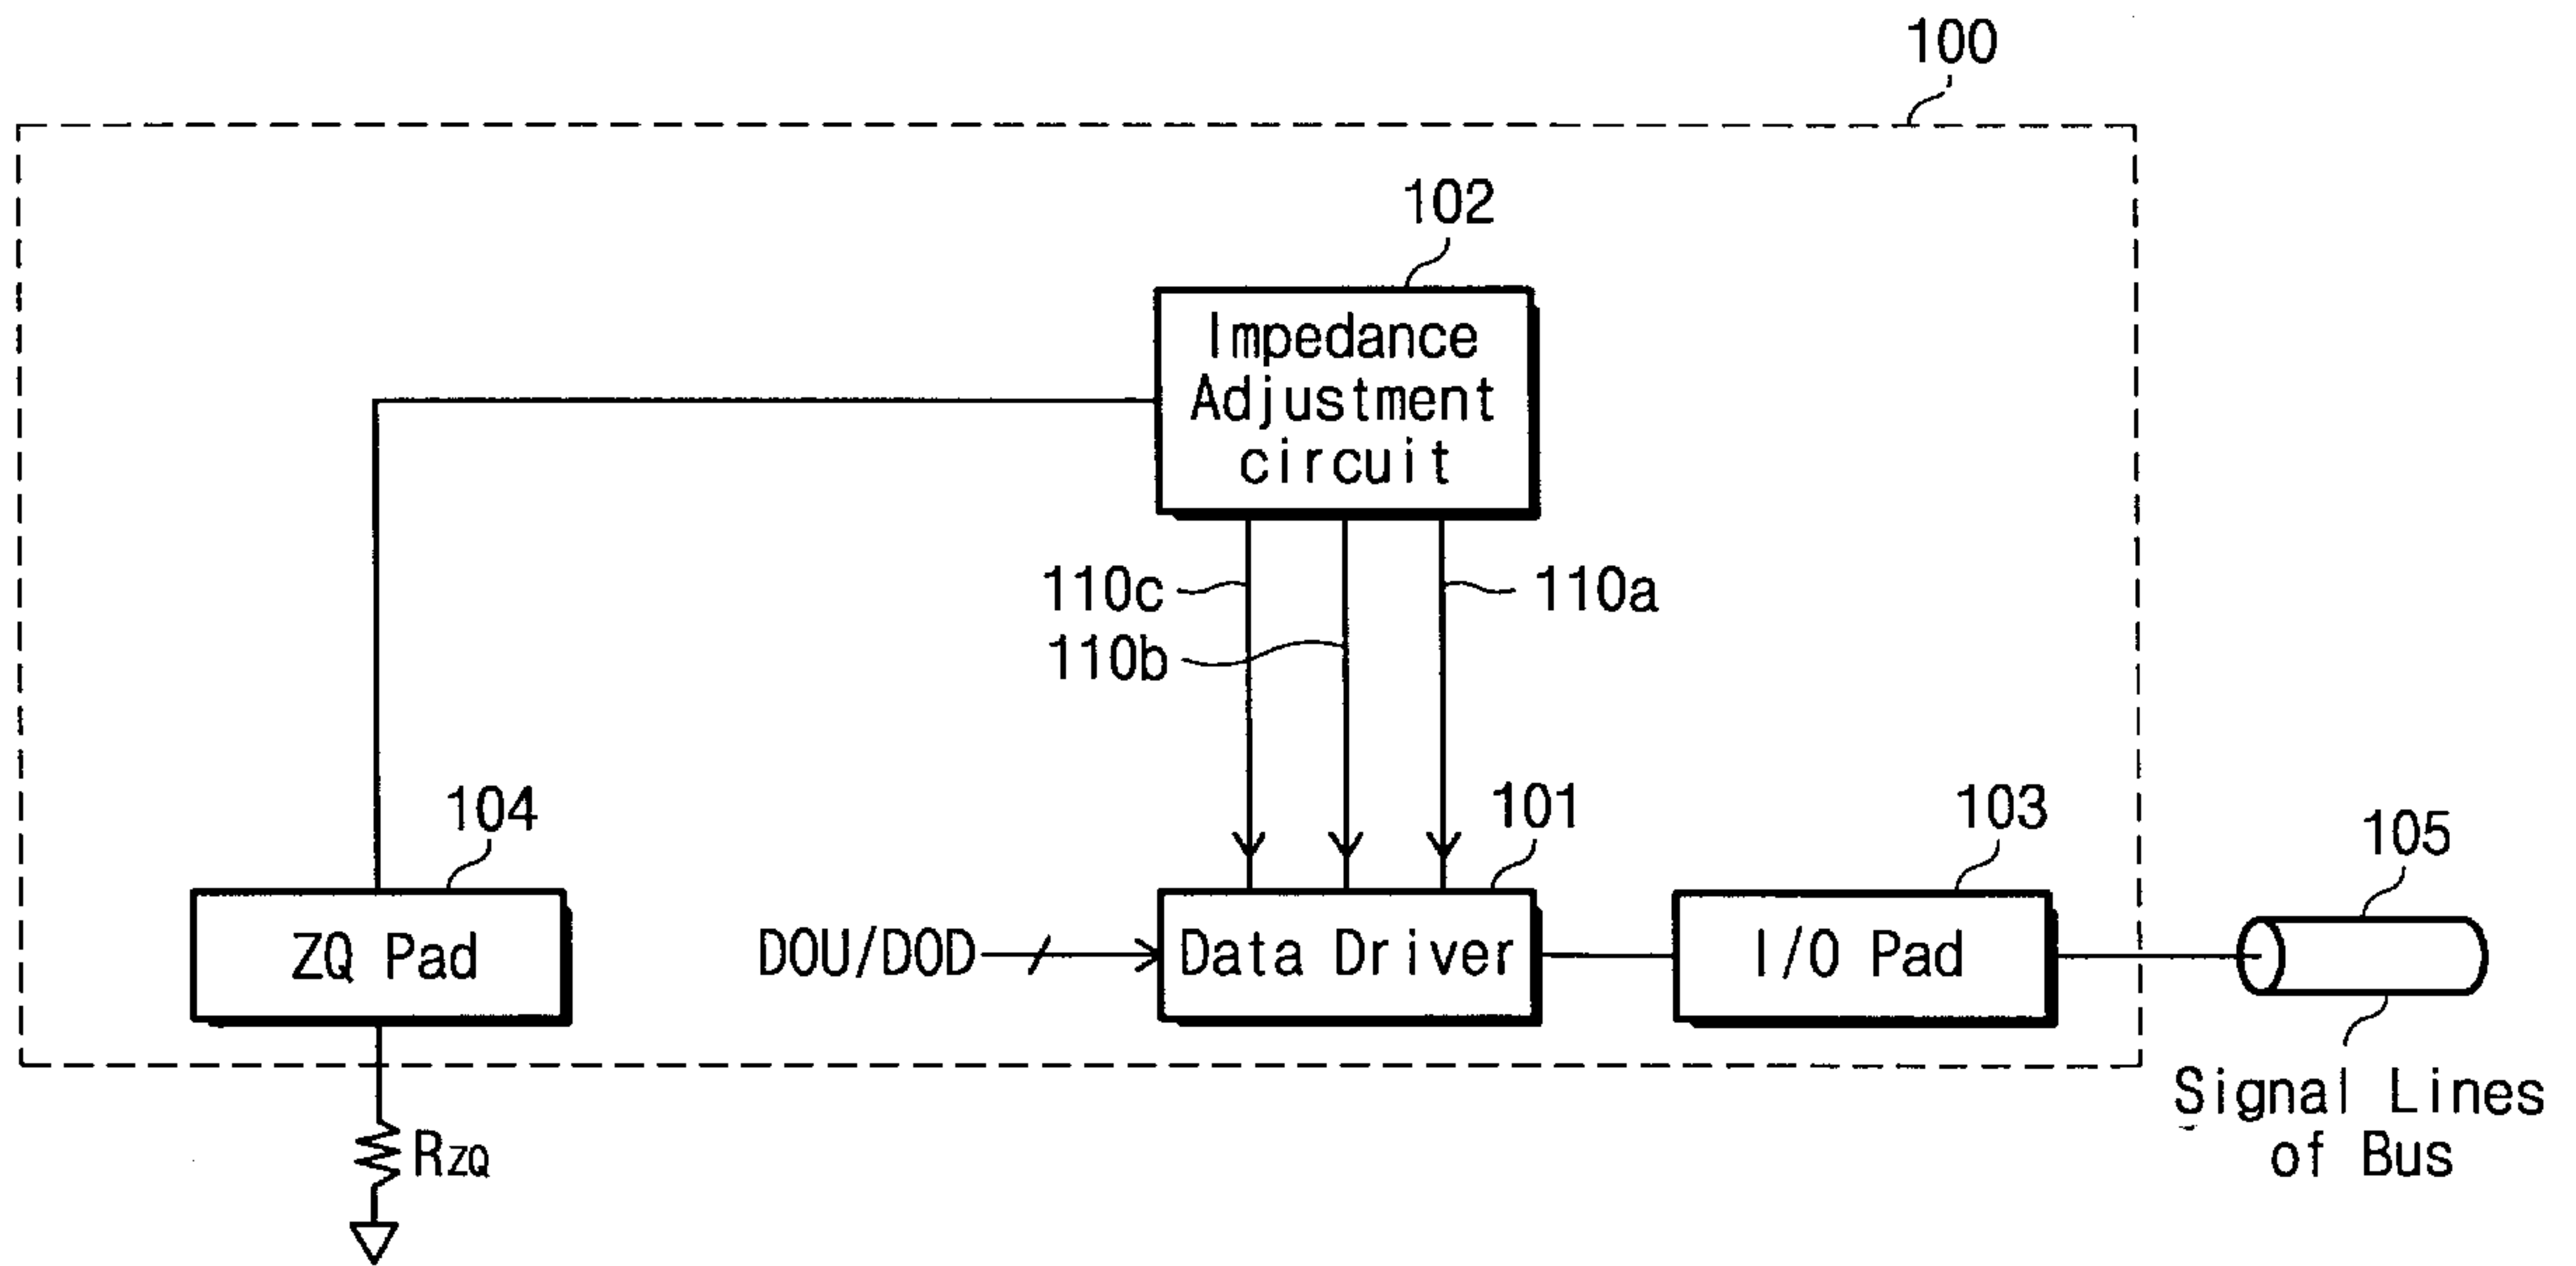 100
102
Impedance
Adjustment
circuit
110c
110a
110b
104
101
103
105
ZQ Pad
DOU/DOD
Data Driver
I/O Pad
Signal Lines
of Bus
RZQ